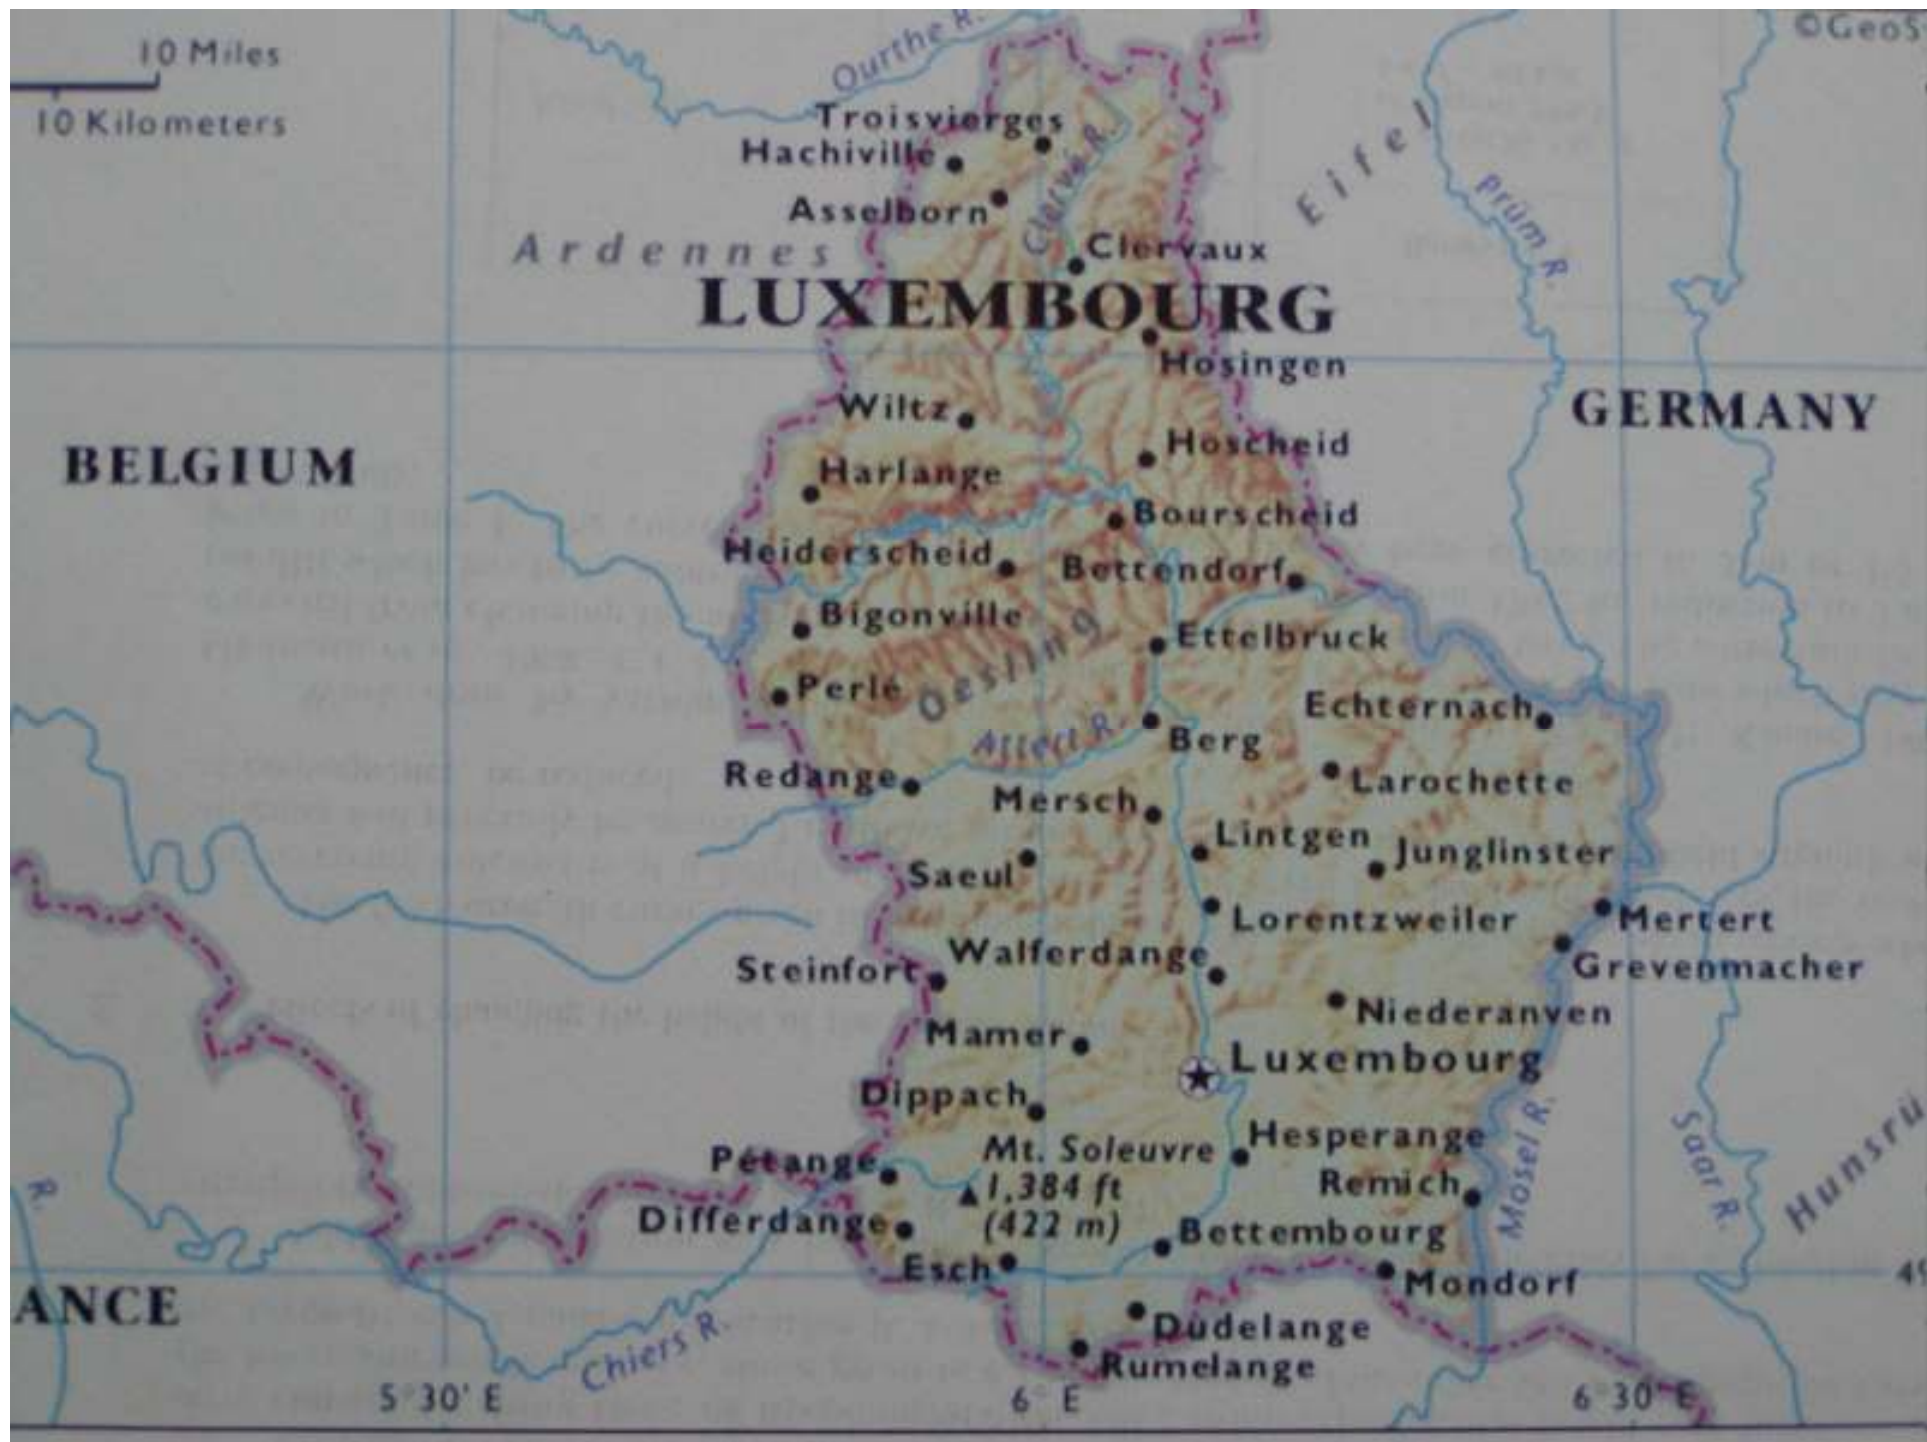 10 Miles
10 Kilometers
©GeoS
Ourthe R.
Troisvierges
Hachiville
Asselborn
Clervé R.
Clervaux
Eifel
Prüm R.
Ardennes
LUXEMBOURG
Hosingen
GERMANY
BELGIUM
Wiltz
Hoscheid
Harlange
Bourscheid
Heiderscheid
Bettendorf
Bigonville
Oesling
Ettelbruck
Perlé
Echternach
Attert R.
Berg
Redange
Larochette
Mersch
Lintgen
Junglinster
Saeul
Lorentzweiler
Mertert
Walferdange
Steinfort
Grevenmacher
Niederanven
Mamer
Luxembourg
Dippach
Mosel R.
Saar R.
Hunsrü
Pétange
Mt. Soleuvre
1,384 ft
(422 m)
Hesperange
Remich
R.
Differdange
Bettembourg
Esch
Mondorf
49
ANCE
Dudelange
Chiers R.
Rumelange
5°30' E
6° E
6°30' E